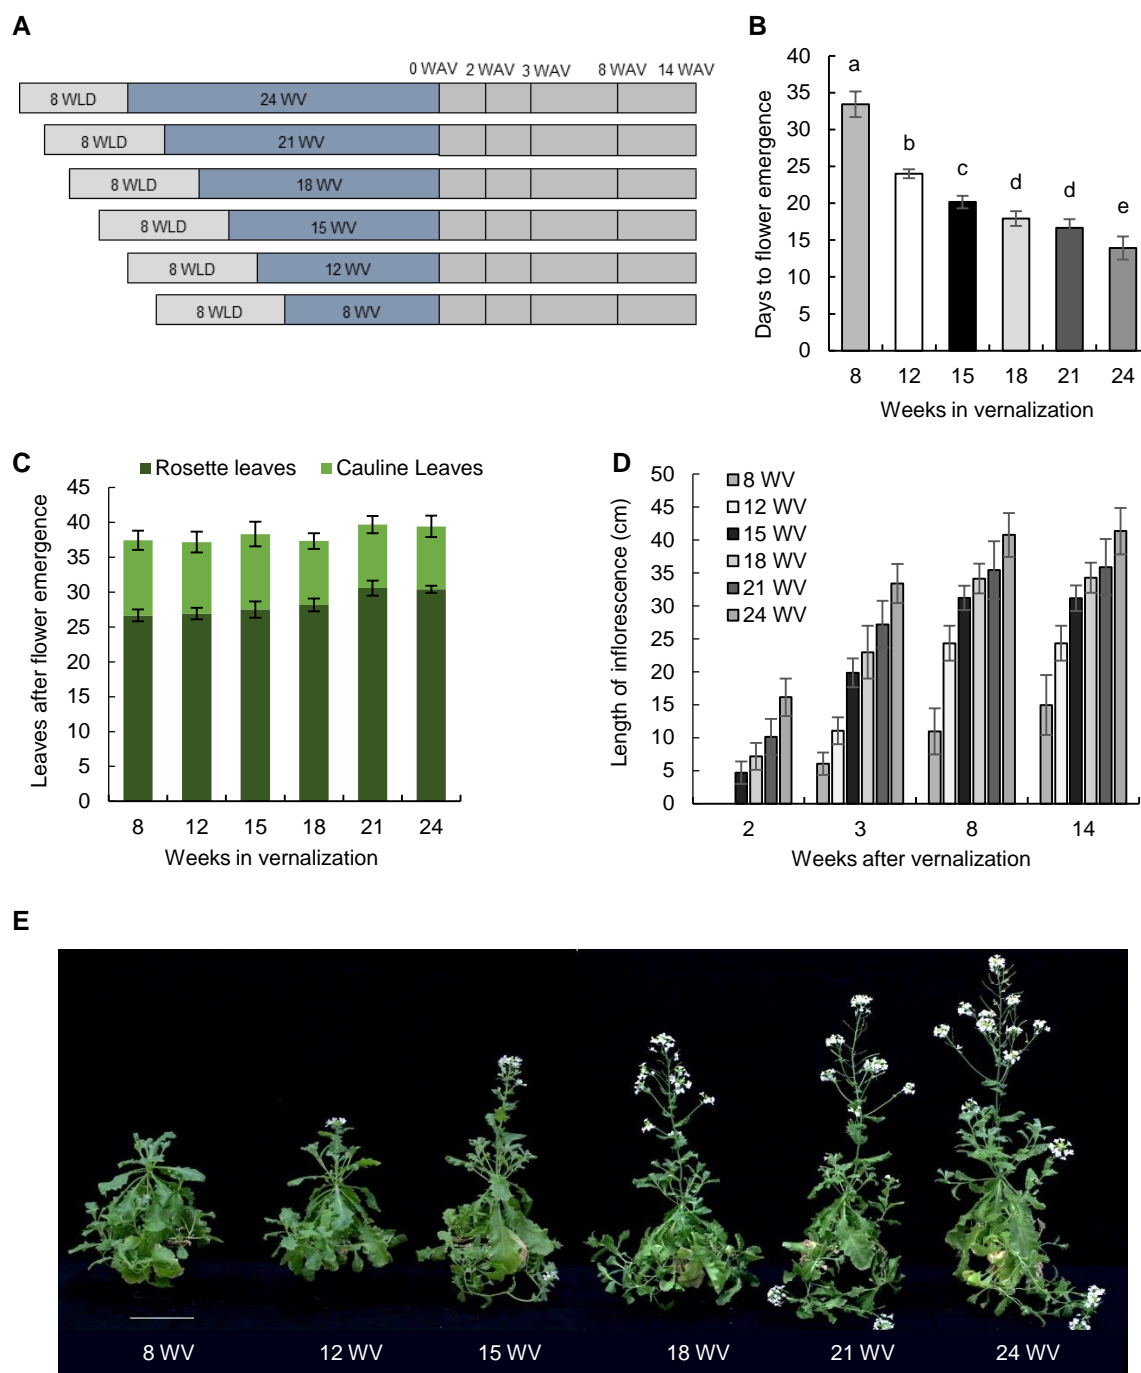 A
0 WAV 2 WAV 3 WAV 8 WAV 14 WAV
8 WLD 24 WV
8 WLD 21 WV
8 WLD 18 WV
8 WLD 15 WV
8 WLD 12 WV
8 WLD 8 WV
B
Days to flower emergence
40
35
30
25
20
15
10
5
0
a
b
c
d
d
e
8 12 15 18 21 24
Weeks in vernalization
C
Rosette leaves Cauline Leaves
Leaves after flower emergence
45
40
35
30
25
20
15
10
5
0
8 12 15 18 21 24
Weeks in vernalization
D
Length of inflorescence (cm)
50
45
40
35
30
25
20
15
10
5
0
8 WV
12 WV
15 WV
18 WV
21 WV
24 WV
2 3 8 14
Weeks after vernalization
E
8 WV 12 WV 15 WV 18 WV 21 WV 24 WV